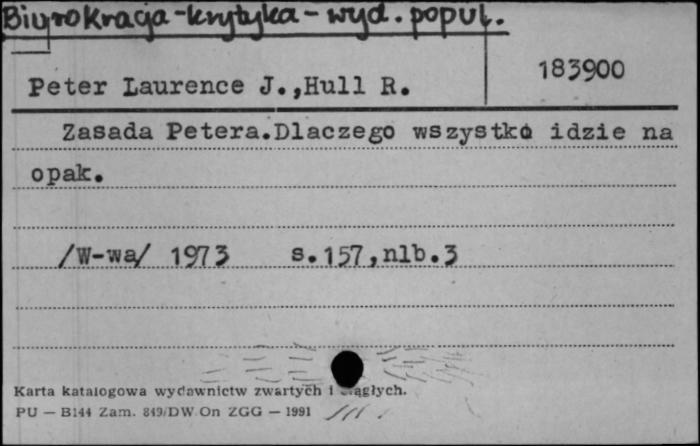 Biurokracja-krytyka-wyd. popul.
183900
Peter Laurence J.,Hull R.
Zasada Petera.Dlaczego wszystko idzie na
opak.
/W-wa/ 1973 s.157,nlb.3
Karta katalogowa wydawnictw zwartych i ciągłych.
PU — B144 Zam. 849/DW On ZGG — 1991